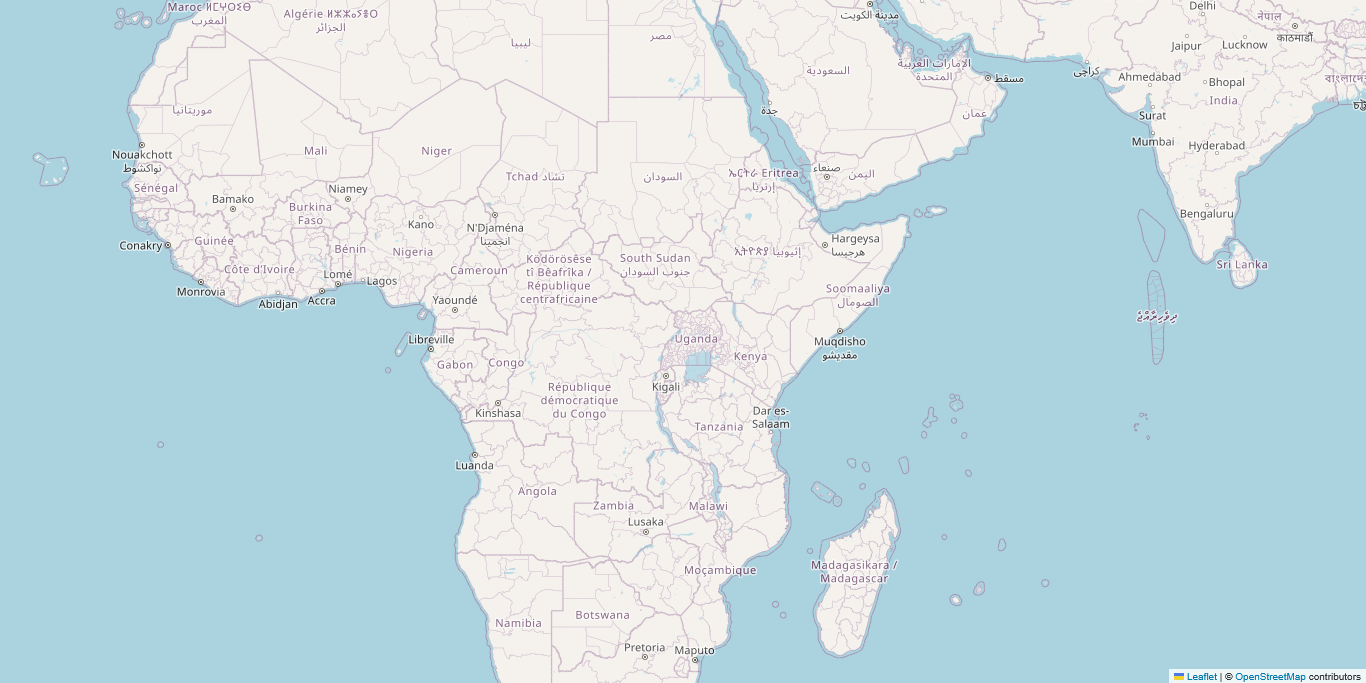 Maroc ⵍⵎⵖⵔⵉⴱ
المغرب
Algérie ⵍⵣⵣⴰⵢⴻⵔ
الجزائر
ليبيا
مصر
مدينة الكويت
Delhi
नेपाल
काठमाडौँ
Jaipur
Lucknow
السعودية
الإمارات العربية
المتحدة
مسقط
کراچی
Ahmedabad
Bhopal
India
موريتانيا
جدة
عمان
Surat
Mumbai
Hyderabad
Nouakchott
نواكشوط
Mali
Niger
Tchad تشاد
السودان
ኤርትራ Eritrea
إرتريا
صنعاء
اليمن
Sénégal
Bamako
Niamey
Burkina
Faso
Kano
N'Djaména
انجمينا
Bengaluru
Conakry
Guinée
Bénin
Nigeria
South Sudan
جنوب السودان
ኢትዮጵያ إثيوبيا
Hargeysa
هرجيسا
Côte d’Ivoire
Lomé
Lagos
Cameroun
Ködörösêse
tî Bêafrîka /
République
centrafricaine
Soomaaliya
الصومال
Sri Lanka
Monrovia
Abidjan
Accra
Yaoundé
Libreville
Uganda
Muqdisho
مقديشو
ދިވެހިރާއްޖެ
Gabon
Congo
Kenya
Kigali
République
démocratique
du Congo
Kinshasa
Dar es-
Salaam
Tanzania
Luanda
Angola
Zambia
Malawi
Lusaka
Moçambique
Madagasikara /
Madagascar
Namibia
Botswana
Pretoria
Maputo
Leaflet | © OpenStreetMap contributors